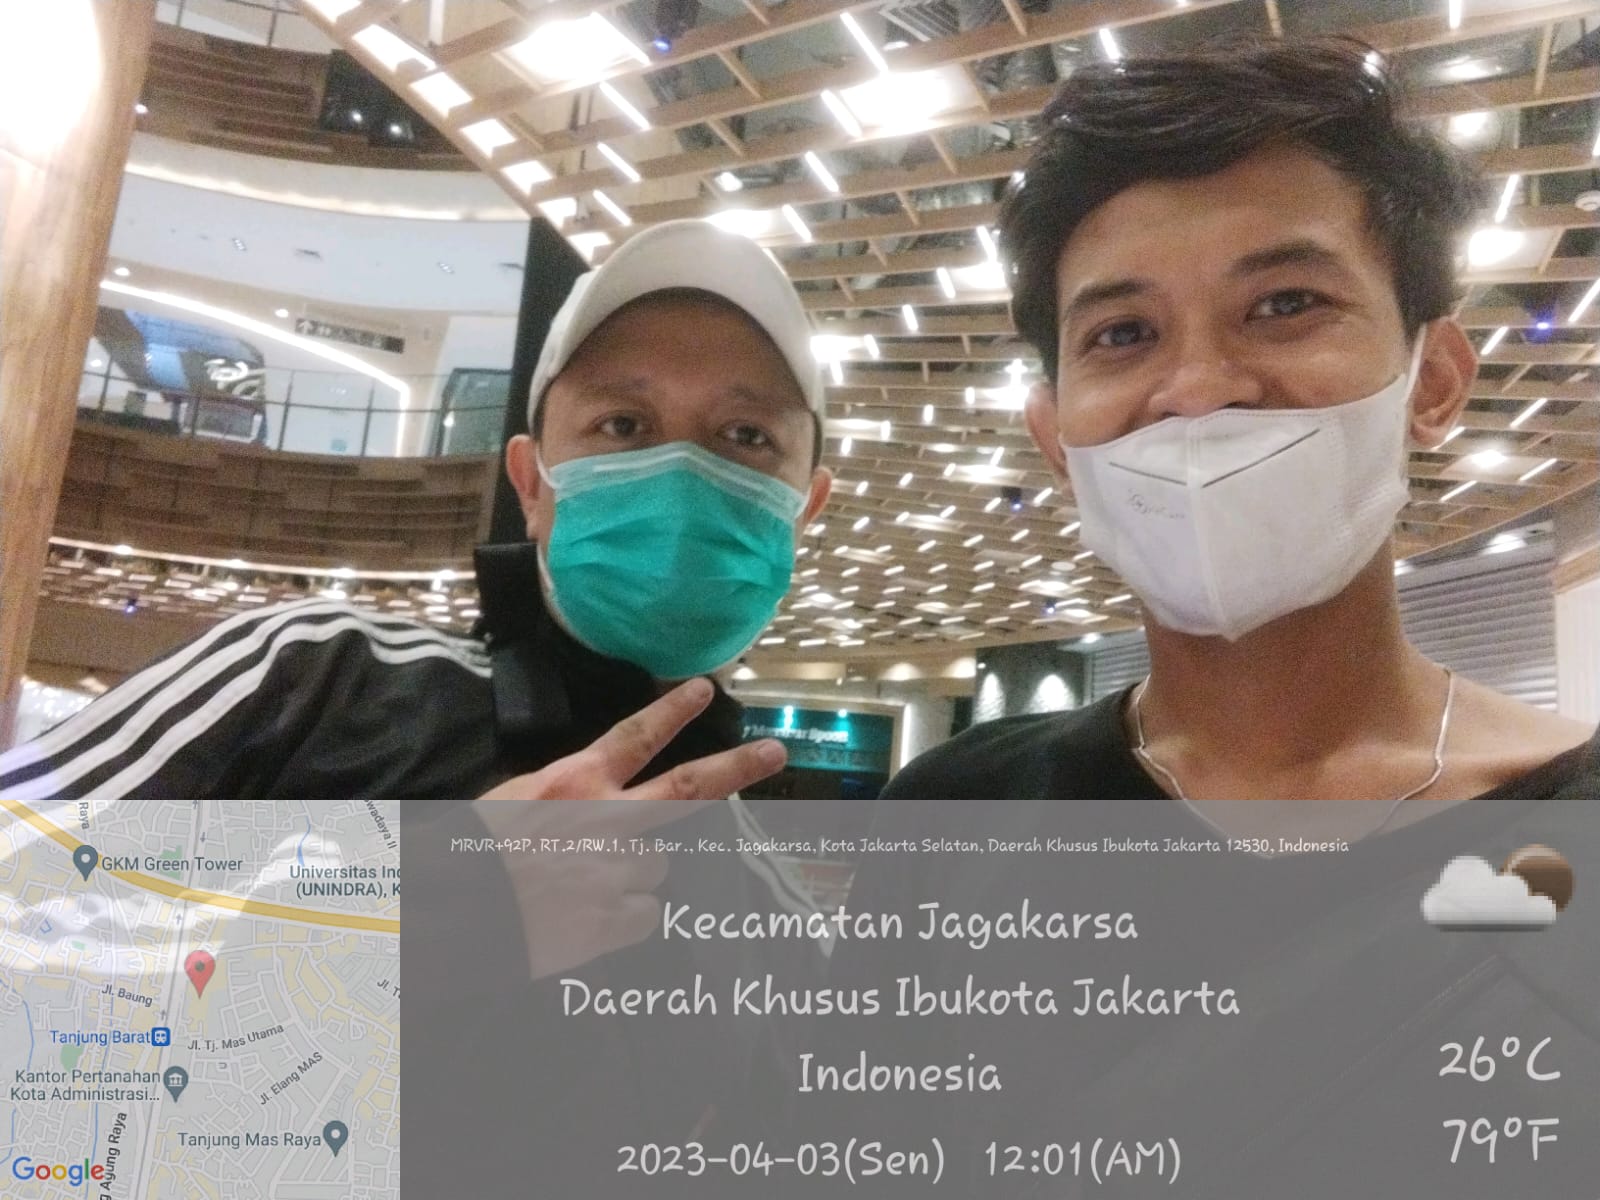 MRVR+92P, RT.2/RW.1, Tj. Bar., Kec. Jagakarsa, Kota Jakarta Selatan, Daerah Khusus Ibukota Jakarta 12530, Indonesia
Kecamatan Jagakarsa
Daerah Khusus Ibukota Jakarta
Indonesia
2023-04-03(Sen) 12:01(AM)
26°C
79°F
Raya
GKM Green Tower
Universitas Ind
(UNINDRA), K
Jl. Baung
Jl. T
Tanjung Barat
Jl. Tj. Mas Utama
Kantor Pertanahan
Kota Administrasi...
Jl. Elang MAS
Tanjung Mas Raya
g Agung Raya
Google